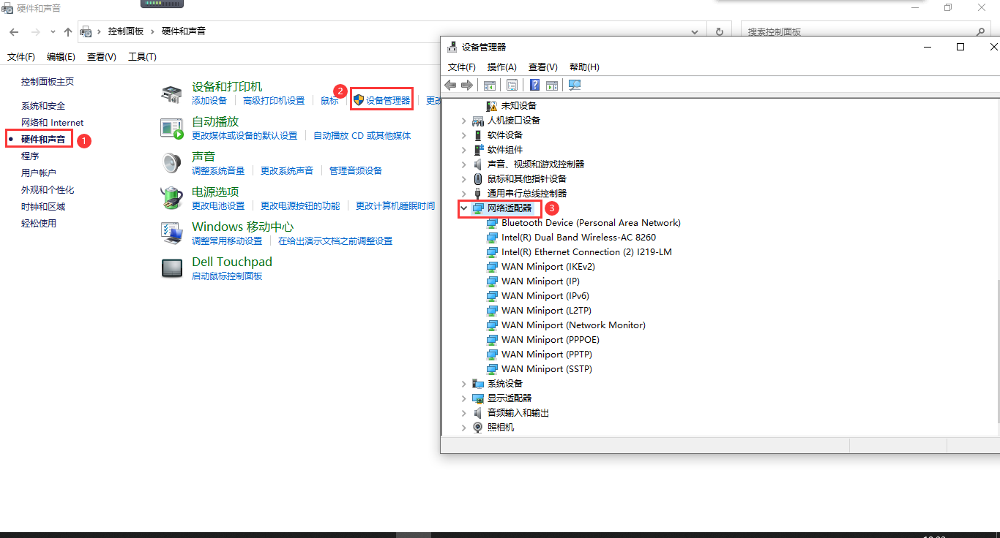 硬件和声音
控制面板 › 硬件和声音
搜索控制面板
文件(F) 编辑(E) 查看(V) 工具(T)
控制面板主页
系统和安全
网络和 Internet
硬件和声音 1
程序
用户帐户
外观和个性化
时钟和区域
轻松使用
设备和打印机
添加设备 高级打印机设置 鼠标 2 设备管理器 更改
自动播放
更改媒体或设备的默认设置 自动播放 CD 或其他媒体
声音
调整系统音量 更改系统声音 管理音频设备
电源选项
更改电池设置 更改电源按钮的功能 更改计算机睡眠时间
Windows 移动中心
调整常用移动设置 在给出演示文档之前调整设置
Dell Touchpad
启动鼠标控制面板
设备管理器
文件(F) 操作(A) 查看(V) 帮助(H)
未知设备
人机接口设备
软件设备
软件组件
声音、视频和游戏控制器
鼠标和其他指针设备
通用串行总线控制器
网络适配器 3
Bluetooth Device (Personal Area Network)
Intel(R) Dual Band Wireless-AC 8260
Intel(R) Ethernet Connection (2) I219-LM
WAN Miniport (IKEv2)
WAN Miniport (IP)
WAN Miniport (IPv6)
WAN Miniport (L2TP)
WAN Miniport (Network Monitor)
WAN Miniport (PPPOE)
WAN Miniport (PPTP)
WAN Miniport (SSTP)
系统设备
显示适配器
音频输入和输出
照相机